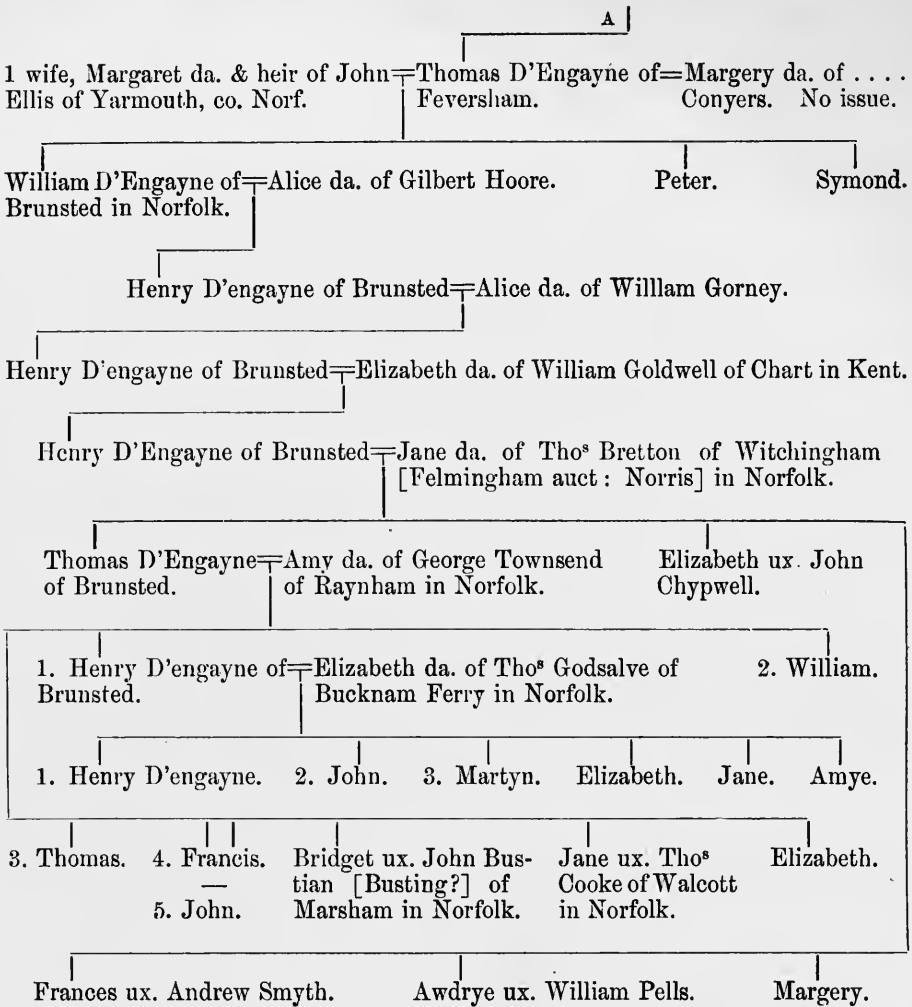 A
1 wife, Margaret da. & heir of John=Thomas D'Engayne of=Margery da. of ....
Ellis of Yarmouth, co. Norf. Feversham. Conyers. No issue.
William D'Engayne of=Alice da. of Gilbert Hoore. Peter. Symond.
Brunsted in Norfolk.
Henry D'engayne of Brunsted=Alice da. of Willlam Gorney.
Henry D'engayne of Brunsted=Elizabeth da. of William Goldwell of Chart in Kent.
Henry D'Engayne of Brunsted=Jane da. of Thoˢ Bretton of Witchingham
[Felmingham auct: Norris] in Norfolk.
Thomas D'Engayne=Amy da. of George Townsend Elizabeth ux. John
of Brunsted. of Raynham in Norfolk. Chypwell.
1. Henry D'engayne of=Elizabeth da. of Thoˢ Godsalve of 2. William.
Brunsted. Bucknam Ferry in Norfolk.
1. Henry D'engayne. 2. John. 3. Martyn. Elizabeth. Jane. Amye.
3. Thomas. 4. Francis. Bridget ux. John Bus- Jane ux. Thoˢ Elizabeth.
— tian [Busting?] of Cooke of Walcott
5. John. Marsham in Norfolk. in Norfolk.
Frances ux. Andrew Smyth. Awdrye ux. William Pells. Margery.